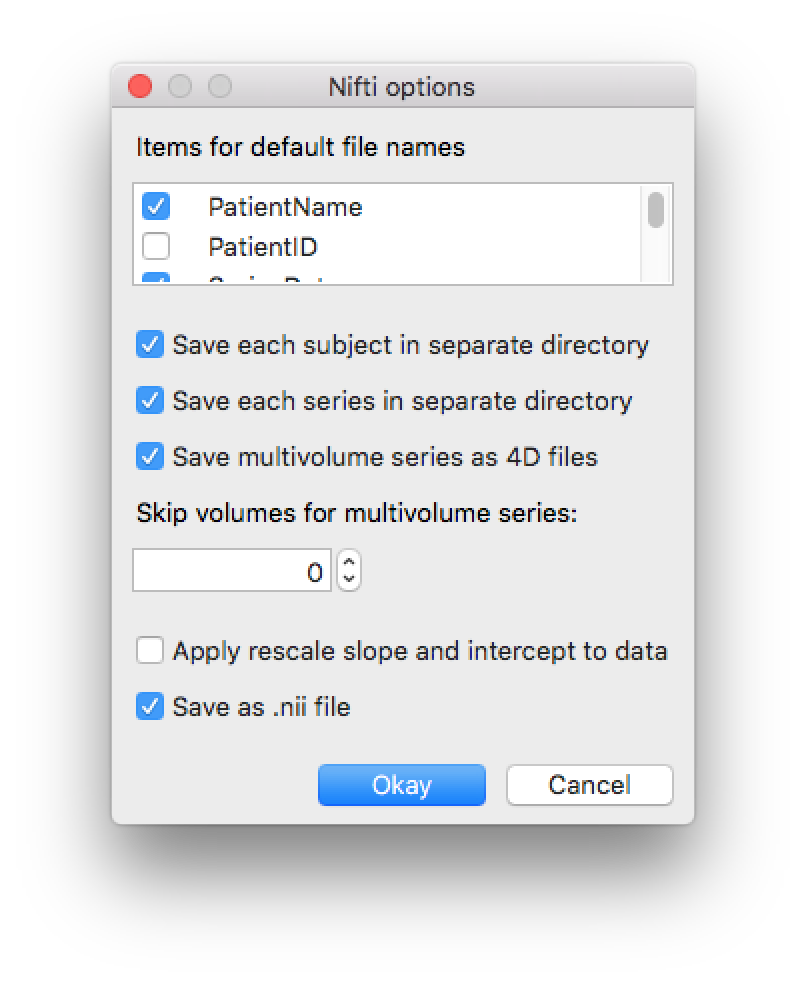 Nifti options
Items for default file names
PatientName
PatientID
Save each subject in separate directory
Save each series in separate directory
Save multivolume series as 4D files
Skip volumes for multivolume series:
0
Apply rescale slope and intercept to data
Save as .nii file
Okay Cancel